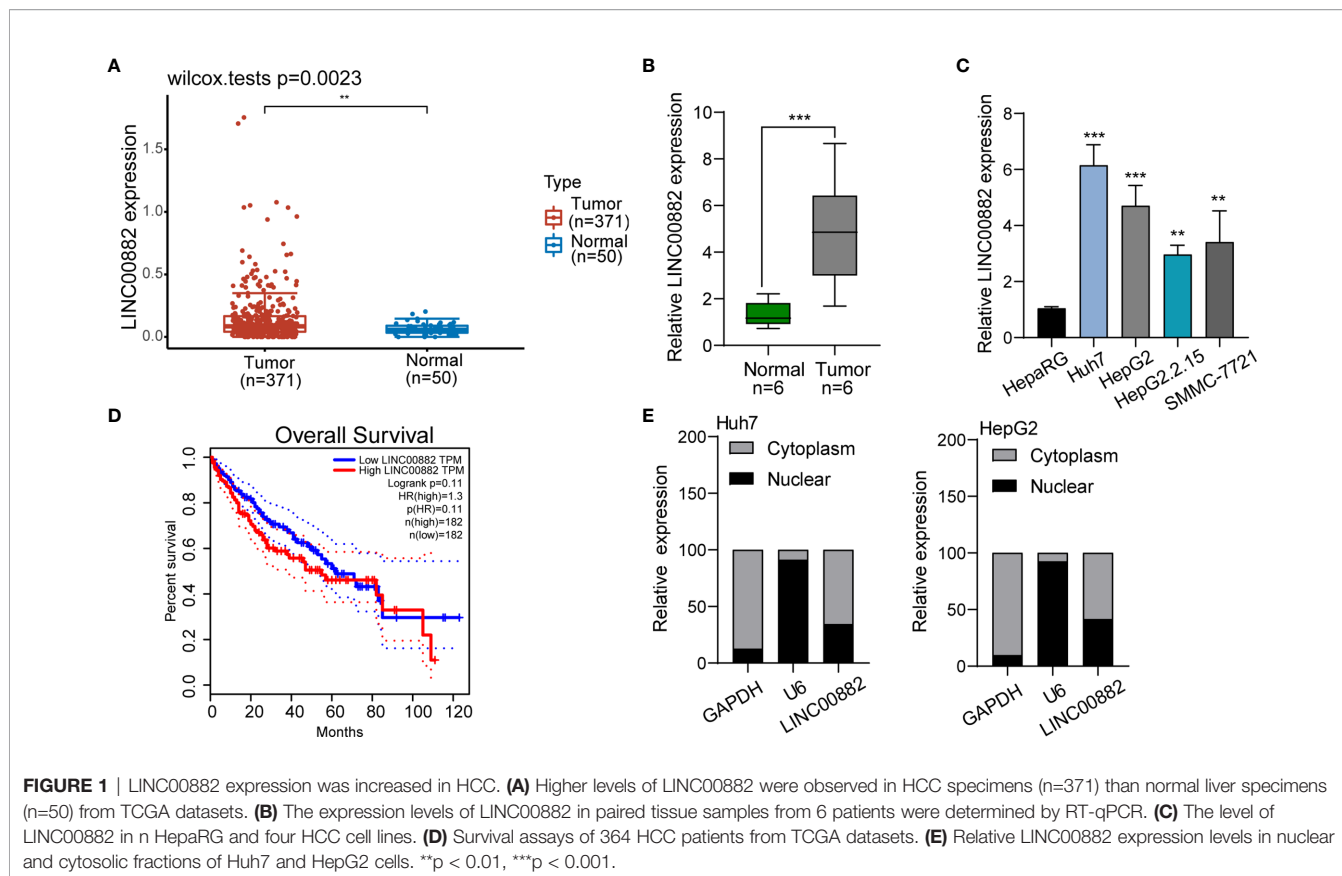 A
wilcox.tests p=0.0023
**
LINC00882 expression
1.5
1.0
0.5
0.0
Tumor
(n=371)
Normal
(n=50)
Type
Tumor
(n=371)
Normal
(n=50)
B
Relative LINC00882 expression
10
8
6
4
2
0
***
Normal
n=6
Tumor
n=6
C
Relative LINC00882 expression
8
6
4
2
0
***
***
**
**
HepaRG
Huh7
HepG2
HepG2.2.15
SMMC-7721
D
Overall Survival
Low LINC00882 TPM
High LINC00882 TPM
Logrank p=0.11
HR(high)=1.3
p(HR)=0.11
n(high)=182
n(low)=182
Percent survival
1.0
0.8
0.6
0.4
0.2
0.0
0 20 40 60 80 100 120
Months
E
Huh7
Relative expression
200
150
100
50
0
Cytoplasm
Nuclear
GAPDH
U6
LINC00882
HepG2
Relative expression
200
150
100
50
0
Cytoplasm
Nuclear
GAPDH
U6
LINC00882
FIGURE 1 | LINC00882 expression was increased in HCC. (A) Higher levels of LINC00882 were observed in HCC specimens (n=371) than normal liver specimens
(n=50) from TCGA datasets. (B) The expression levels of LINC00882 in paired tissue samples from 6 patients were determined by RT-qPCR. (C) The level of
LINC00882 in n HepaRG and four HCC cell lines. (D) Survival assays of 364 HCC patients from TCGA datasets. (E) Relative LINC00882 expression levels in nuclear
and cytosolic fractions of Huh7 and HepG2 cells. **p < 0.01, ***p < 0.001.